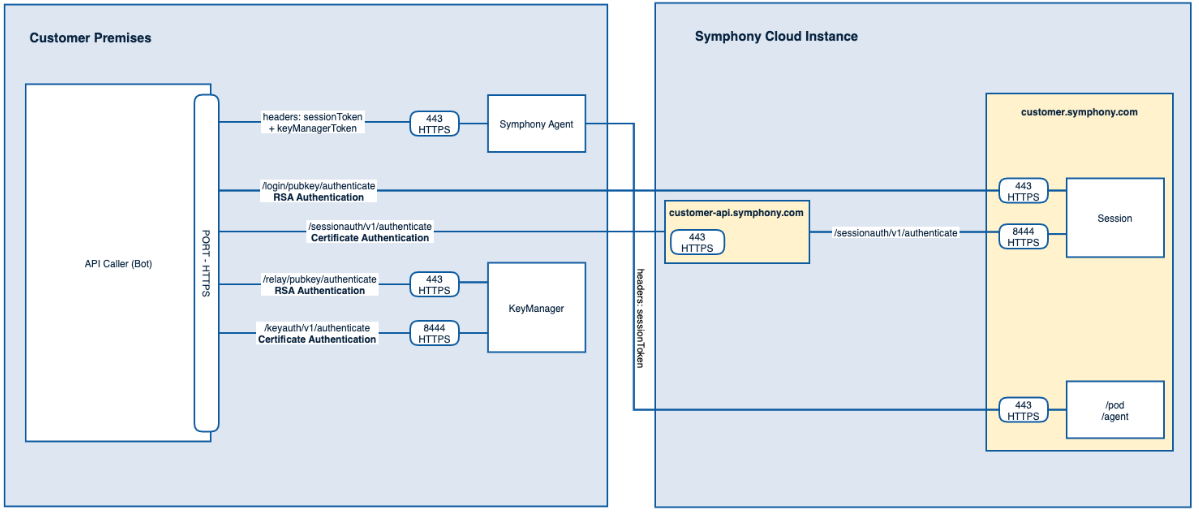 Customer Premises
API Caller (Bot)
PORT - HTTPS
headers: sessionToken
+ keyManagerToken
443
HTTPS
Symphony Agent
/login/pubkey/authenticate
RSA Authentication
/sessionauth/v1/authenticate
Certificate Authentication
/relay/pubkey/authenticate
RSA Authentication
443
HTTPS
KeyManager
/keyauth/v1/authenticate
Certificate Authentication
8444
HTTPS
headers: sessionToken
Symphony Cloud Instance
customer-api.symphony.com
443
HTTPS
/sessionauth/v1/authenticate
customer.symphony.com
443
HTTPS
8444
HTTPS
Session
443
HTTPS
/pod
/agent